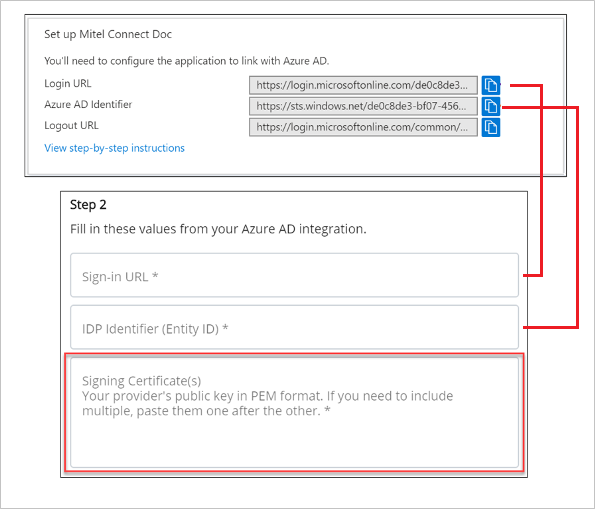 Set up Mitel Connect Doc
You'll need to configure the application to link with Azure AD.
Login URL
https://login.microsoftonline.com/de0c8de3...
Azure AD Identifier
https://sts.windows.net/de0c8de3-bf07-456...
Logout URL
https://login.microsoftonline.com/common/...
View step-by-step instructions
Step 2
Fill in these values from your Azure AD integration.
Sign-in URL *
IDP Identifier (Entity ID) *
Signing Certificate(s)
Your provider's public key in PEM format. If you need to include
multiple, paste them one after the other. *